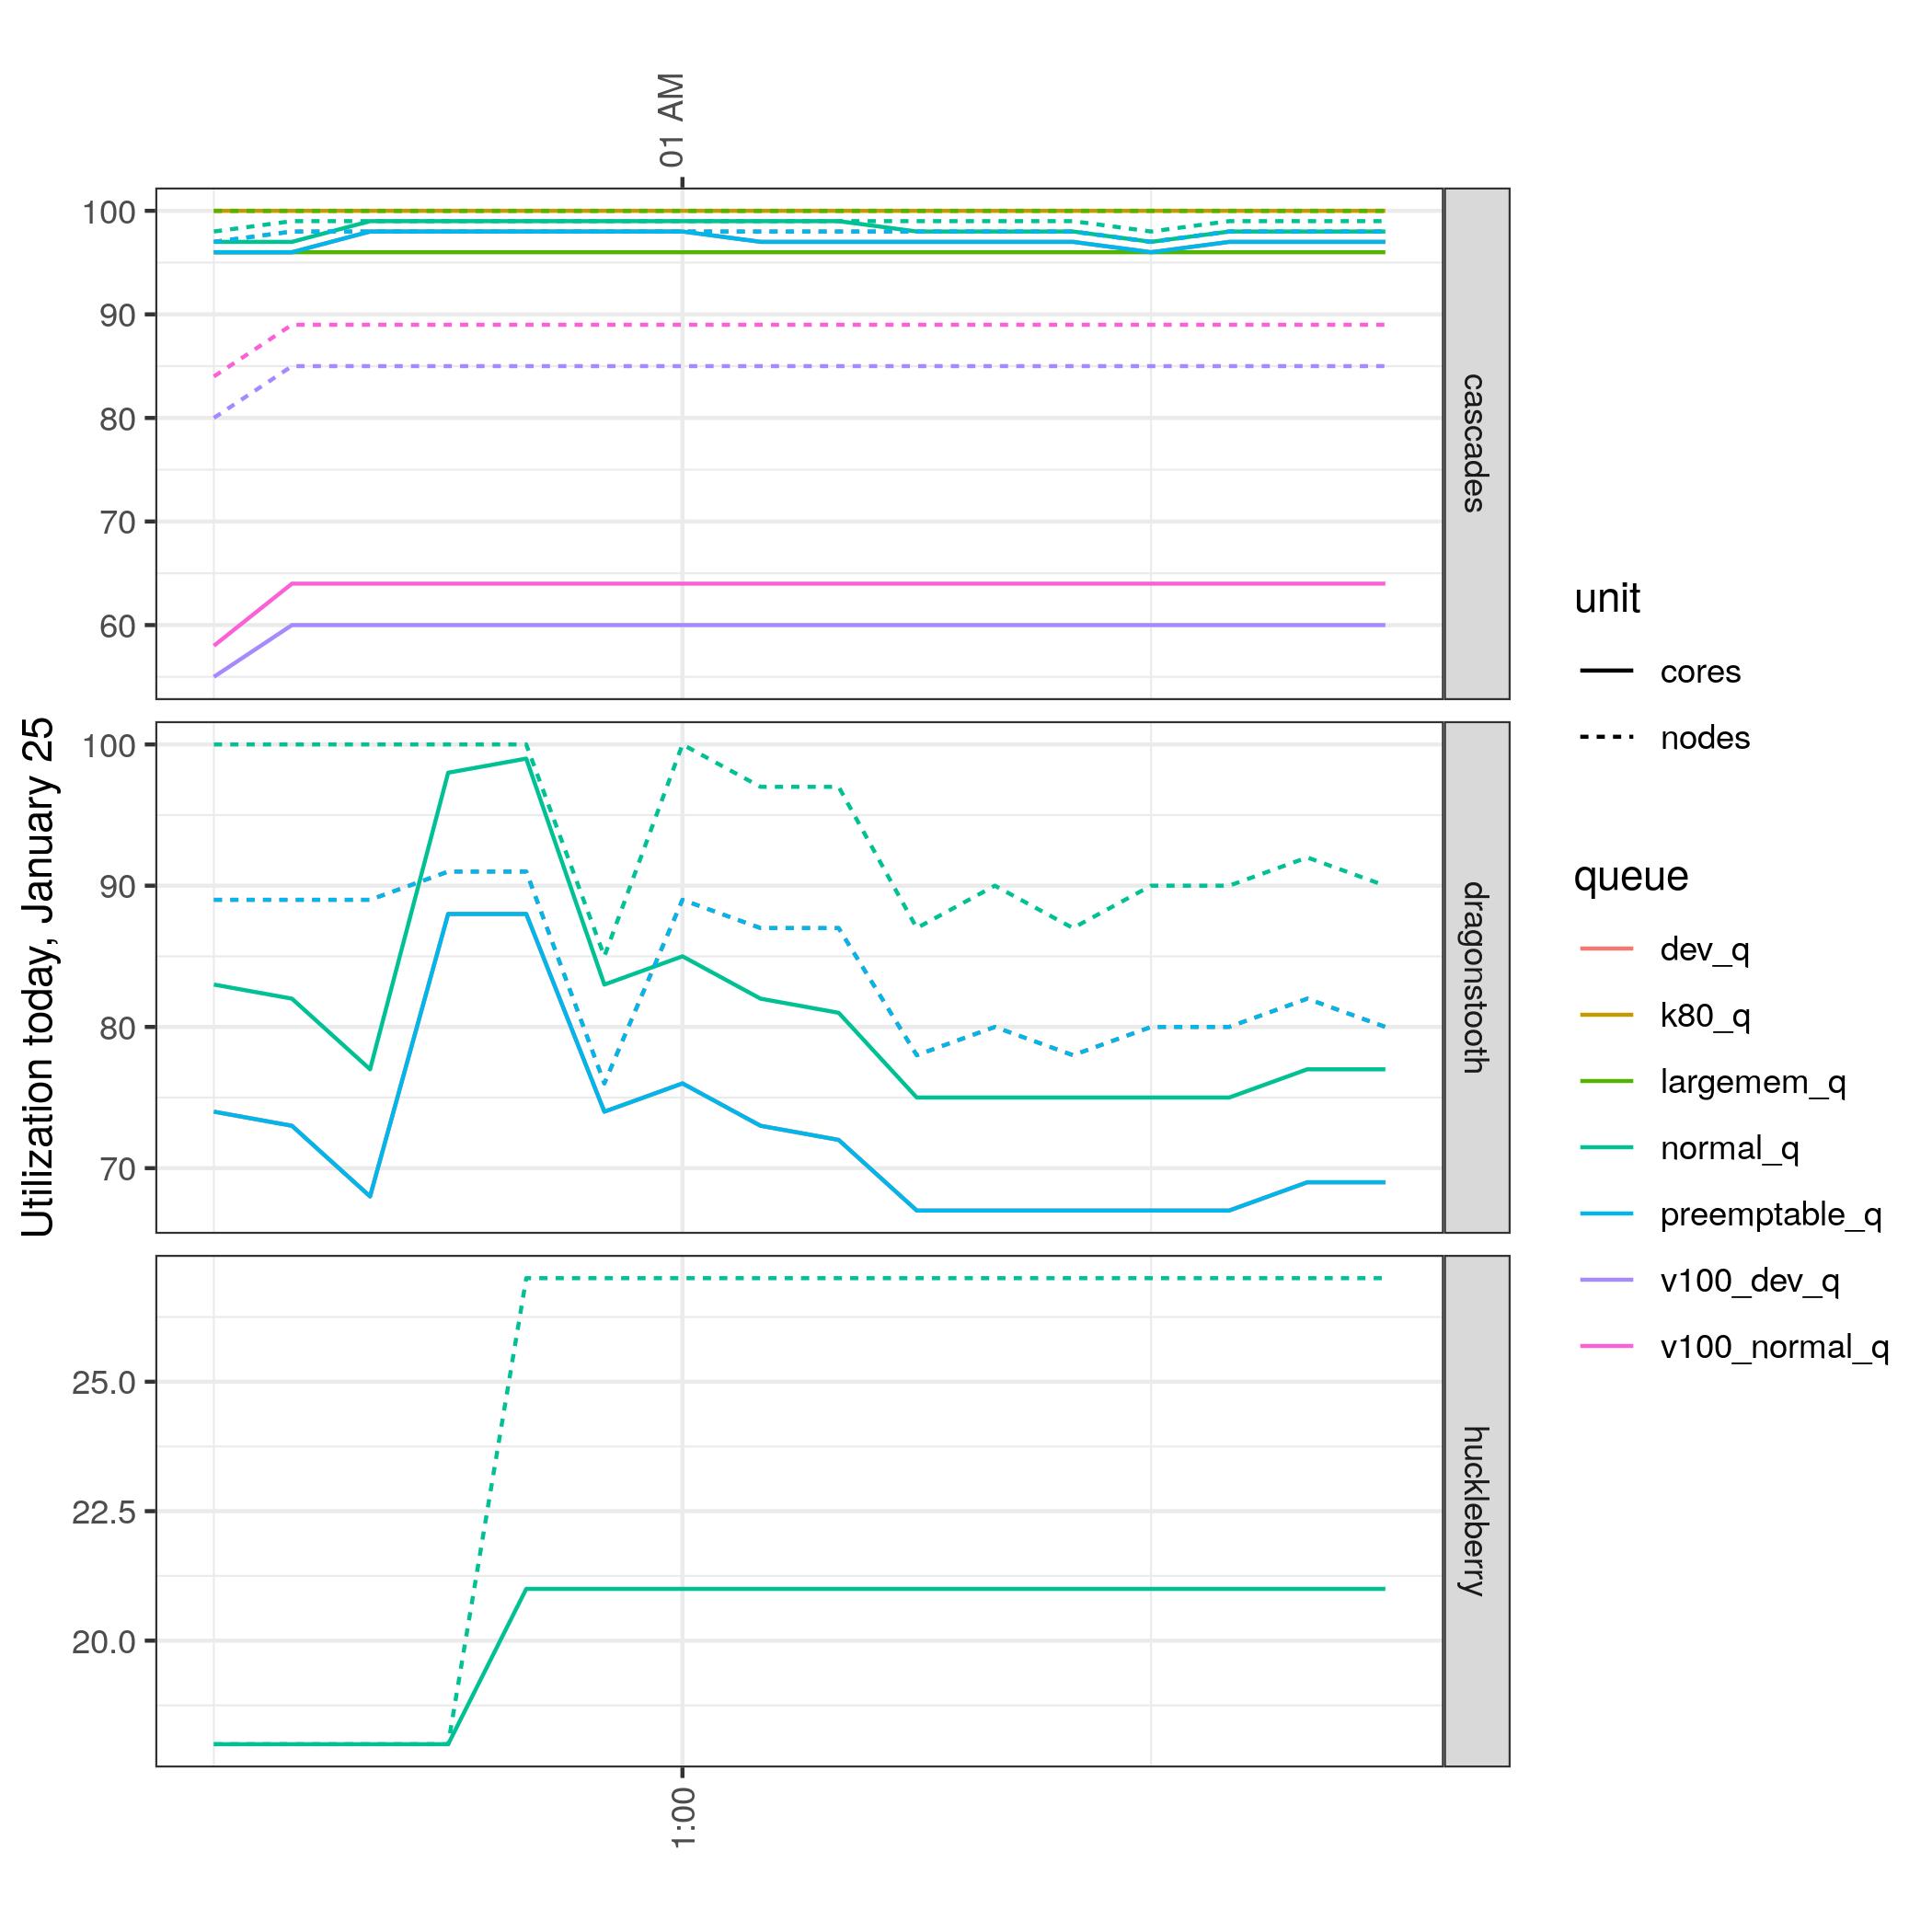 01 AM
Utilization today, January 25
100
90
80
70
60
cascades
100
90
80
70
dragonstooth
25.0
22.5
20.0
huckleberry
1:00
unit
cores
nodes
queue
dev_q
k80_q
largemem_q
normal_q
preemptable_q
v100_dev_q
v100_normal_q